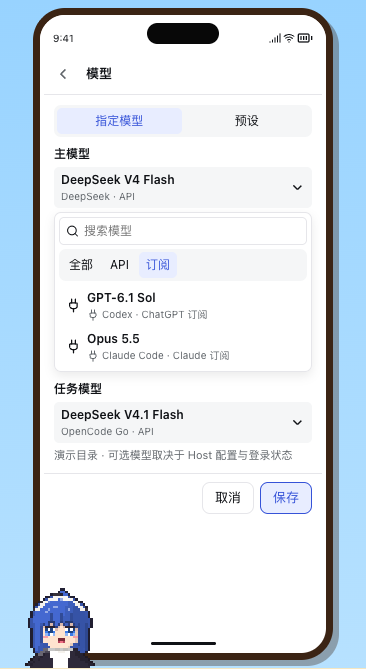 9:41
模型
指定模型
预设
主模型
DeepSeek V4 Flash
DeepSeek · API
搜索模型
全部 API 订阅
GPT-6.1 Sol
Codex · ChatGPT 订阅
Opus 5.5
Claude Code · Claude 订阅
任务模型
DeepSeek V4.1 Flash
OpenCode Go · API
演示目录 · 可选模型取决于 Host 配置与登录状态
取消 保存